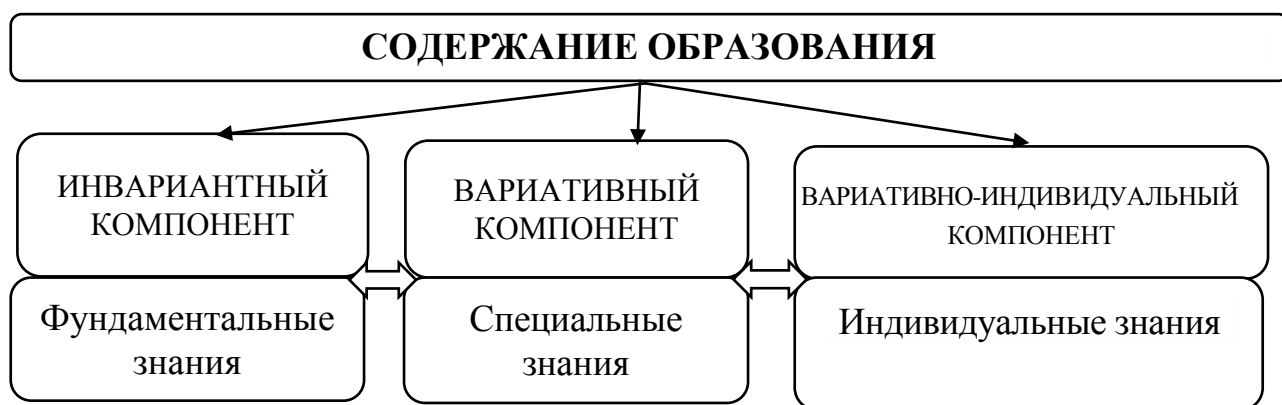 СОДЕРЖАНИЕ ОБРАЗОВАНИЯ
ИНВАРИАНТНЫЙ
КОМПОНЕНТ
ВАРИАТИВНЫЙ
КОМПОНЕНТ
ВАРИАТИВНО-ИНДИВИДУАЛЬНЫЙ
КОМПОНЕНТ
Фундаментальные
знания
Специальные
знания
Индивидуальные знания